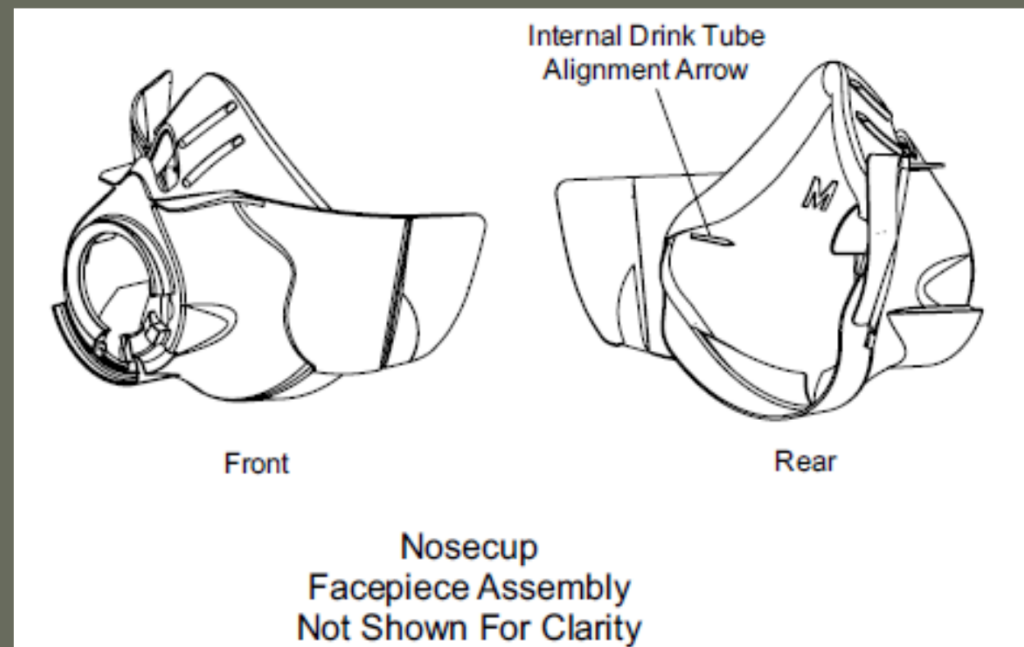 Internal Drink Tube
Alignment Arrow
M
Front
Rear
Nosecup
Facepiece Assembly
Not Shown For Clarity